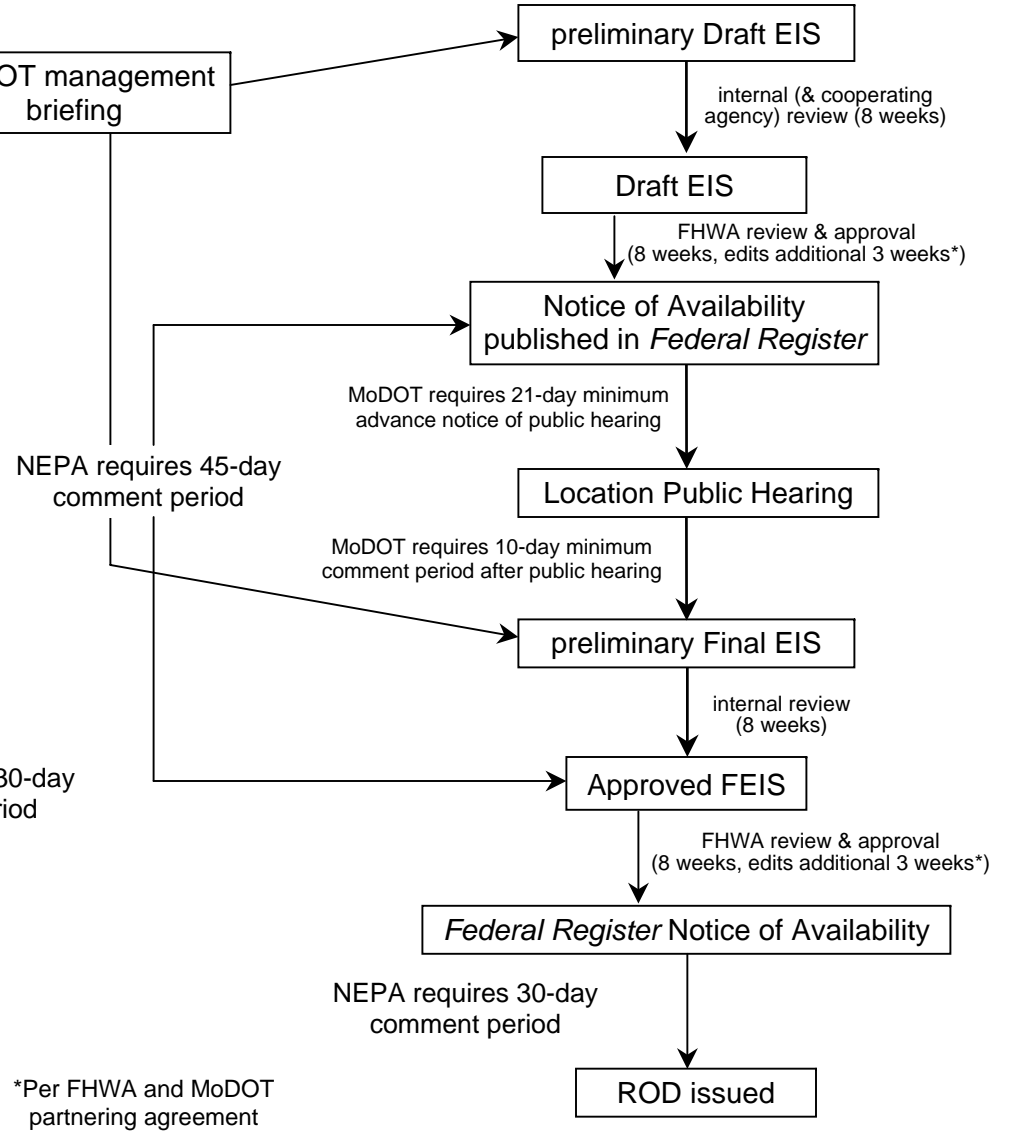 preliminary Draft EIS
OT management
briefing
internal (& cooperating
agency) review (8 weeks)
Draft EIS
FHWA review & approval
(8 weeks, edits additional 3 weeks*)
Notice of Availability
published in Federal Register
MoDOT requires 21-day minimum
advance notice of public hearing
NEPA requires 45-day
comment period
Location Public Hearing
MoDOT requires 10-day minimum
comment period after public hearing
preliminary Final EIS
internal review
(8 weeks)
30-day
riod
Approved FEIS
FHWA review & approval
(8 weeks, edits additional 3 weeks*)
Federal Register Notice of Availability
NEPA requires 30-day
comment period
ROD issued
*Per FHWA and MoDOT
partnering agreement